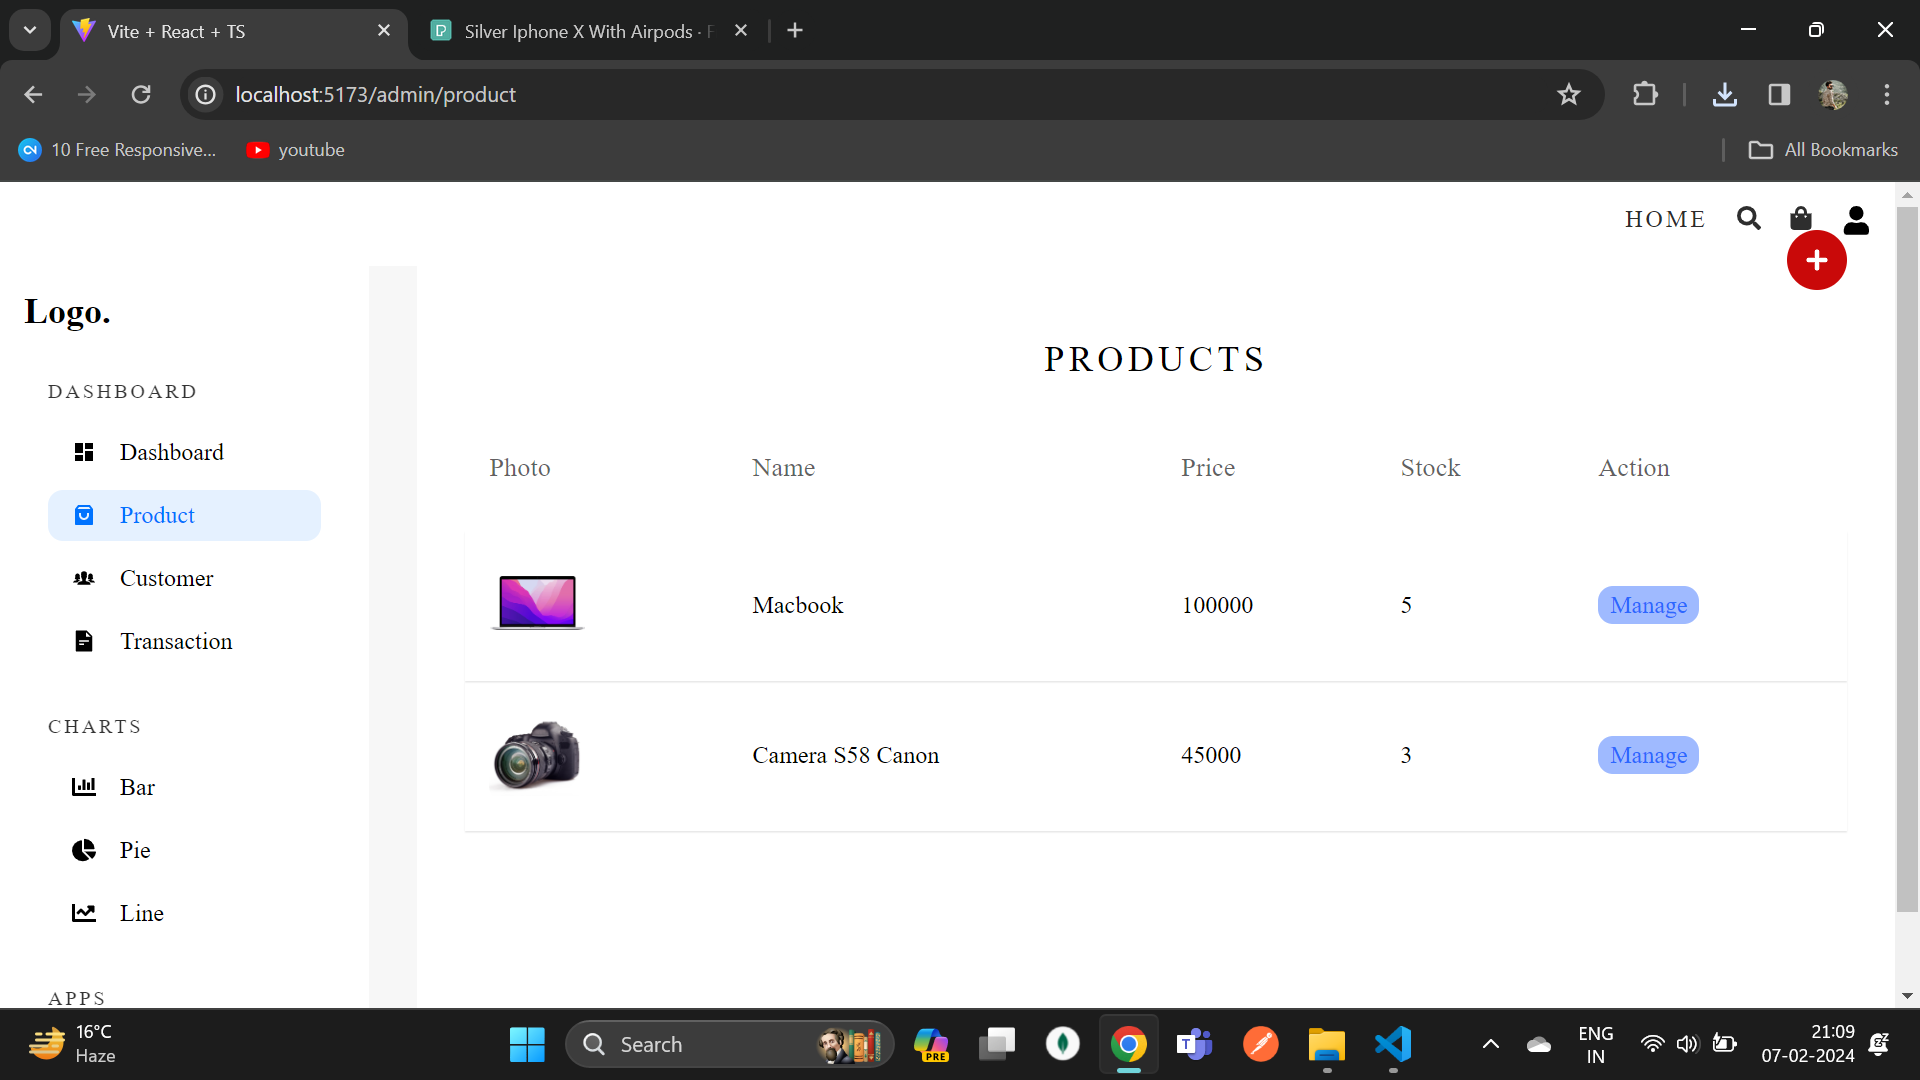 Vite + React + TS
Silver Iphone X With Airpods ·
localhost:5173/admin/product
10 Free Responsive...
youtube
All Bookmarks
HOME
Logo.
DASHBOARD
Dashboard
Product
Customer
Transaction
CHARTS
Bar
Pie
Line
APPS
PRODUCTS
Photo Name Price Stock Action
Macbook 100000 5 Manage
Camera S58 Canon 45000 3 Manage
16°C
Haze
Search
PRE
ENG
IN
21:09
07-02-2024